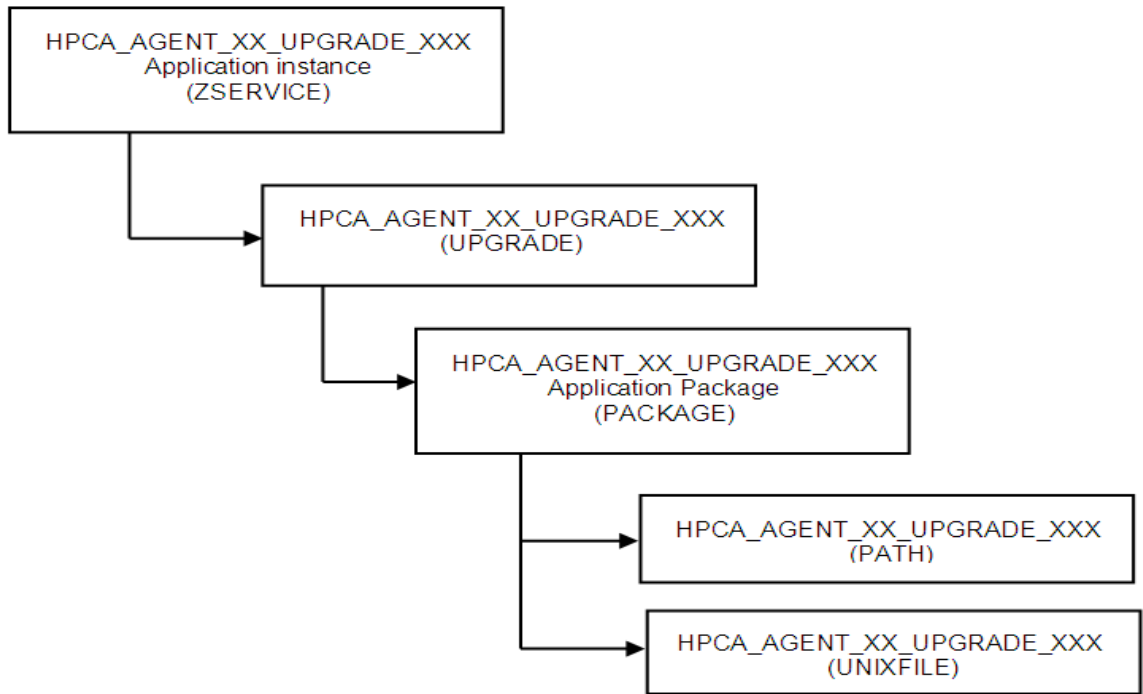 HPCA_AGENT_XX_UPGRADE_XXX
Application instance
(ZSERVICE)
HPCA_AGENT_XX_UPGRADE_XXX
(UPGRADE)
HPCA_AGENT_XX_UPGRADE_XXX
Application Package
(PACKAGE)
HPCA_AGENT_XX_UPGRADE_XXX
(PATH)
HPCA_AGENT_XX_UPGRADE_XXX
(UNIXFILE)